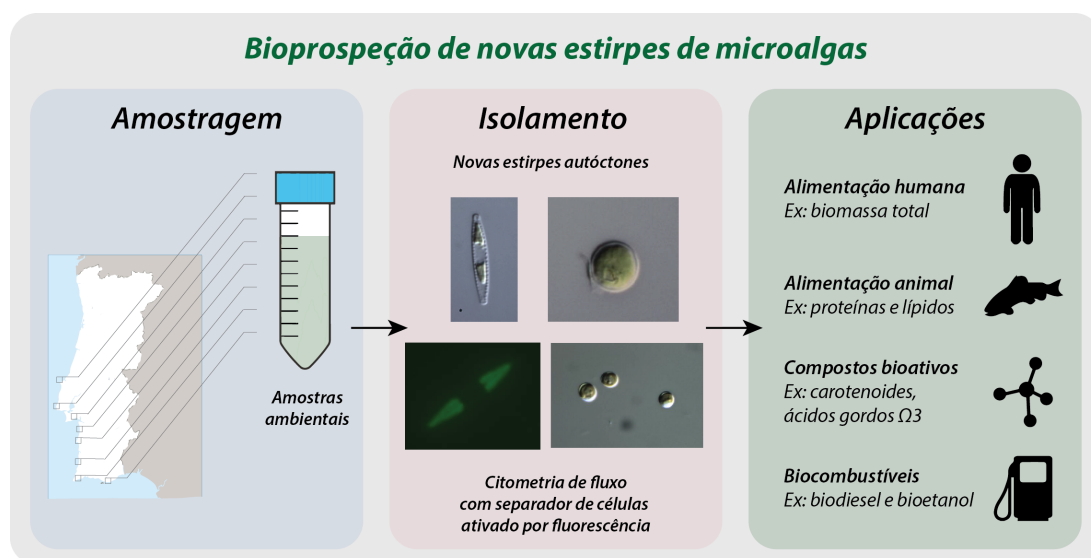 Bioprospeção de novas estirpes de microalgas
Amostragem
Amostras
ambientais
Isolamento
Novas estirpes autóctones
Citometria de fluxo
com separador de células
ativado por fluorescência
Aplicações
Alimentação humana
Ex: biomassa total
Alimentação animal
Ex: proteínas e lípidos
Compostos bioativos
Ex: carotenoides,
ácidos gordos Ω3
Biocombustíveis
Ex: biodiesel e bioetanol